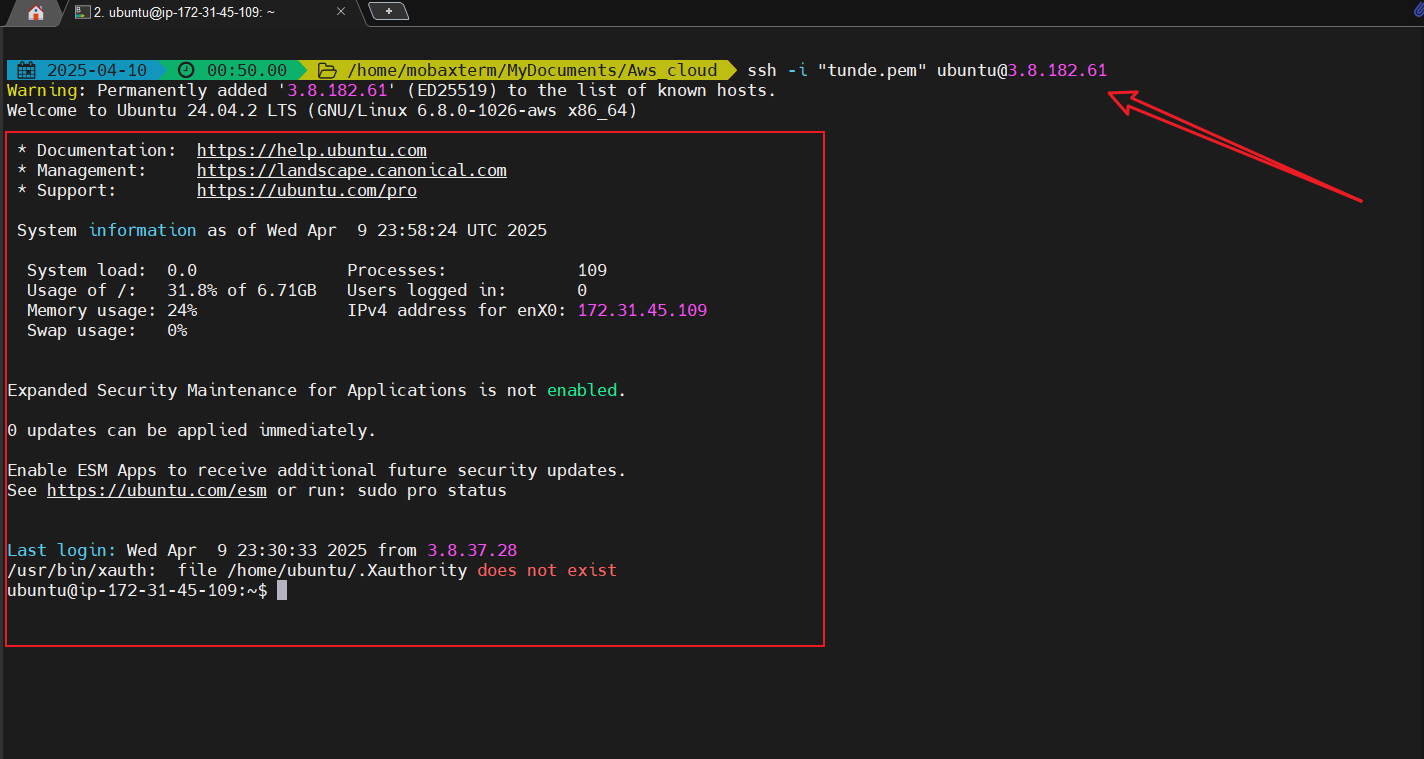 2. ubuntu@ip-172-31-45-109: ~
2025-04-10 00:50.00 /home/mobaxterm/MyDocuments/Aws_cloud ssh -i "tunde.pem" ubuntu@3.8.182.61
Warning: Permanently added '3.8.182.61' (ED25519) to the list of known hosts.
Welcome to Ubuntu 24.04.2 LTS (GNU/Linux 6.8.0-1026-aws x86_64)
* Documentation: https://help.ubuntu.com
* Management: https://landscape.canonical.com
* Support: https://ubuntu.com/pro
System information as of Wed Apr 9 23:58:24 UTC 2025
System load: 0.0 Processes: 109
Usage of /: 31.8% of 6.71GB Users logged in: 0
Memory usage: 24% IPv4 address for enX0: 172.31.45.109
Swap usage: 0%
Expanded Security Maintenance for Applications is not enabled.
0 updates can be applied immediately.
Enable ESM Apps to receive additional future security updates.
See https://ubuntu.com/esm or run: sudo pro status
Last login: Wed Apr 9 23:30:33 2025 from 3.8.37.28
/usr/bin/xauth: file /home/ubuntu/.Xauthority does not exist
ubuntu@ip-172-31-45-109:~$